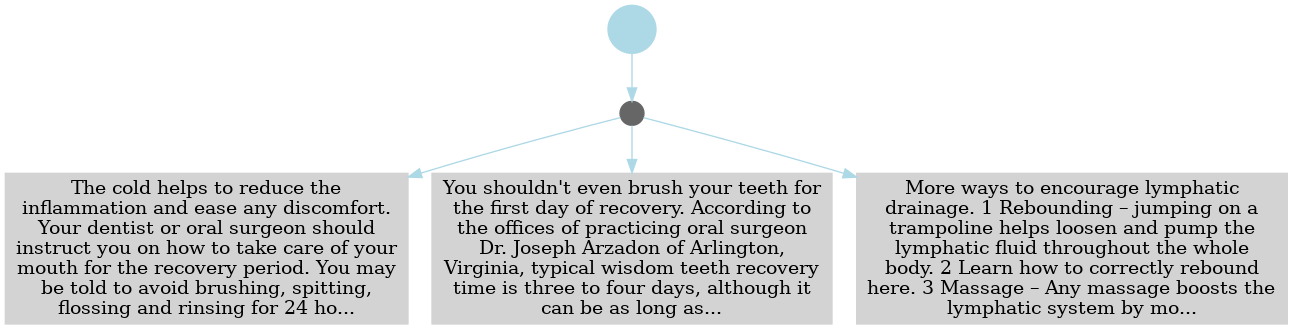 The cold helps to reduce the
inflammation and ease any discomfort.
Your dentist or oral surgeon should
instruct you on how to take care of your
mouth for the recovery period. You may
be told to avoid brushing, spitting,
flossing and rinsing for 24 ho...
You shouldn't even brush your teeth for
the first day of recovery. According to
the offices of practicing oral surgeon
Dr. Joseph Arzadon of Arlington,
Virginia, typical wisdom teeth recovery
time is three to four days, although it
can be as long as...
More ways to encourage lymphatic
drainage. 1 Rebounding – jumping on a
trampoline helps loosen and pump the
lymphatic fluid throughout the whole
body. 2 Learn how to correctly rebound
here. 3 Massage – Any massage boosts the
lymphatic system by mo...